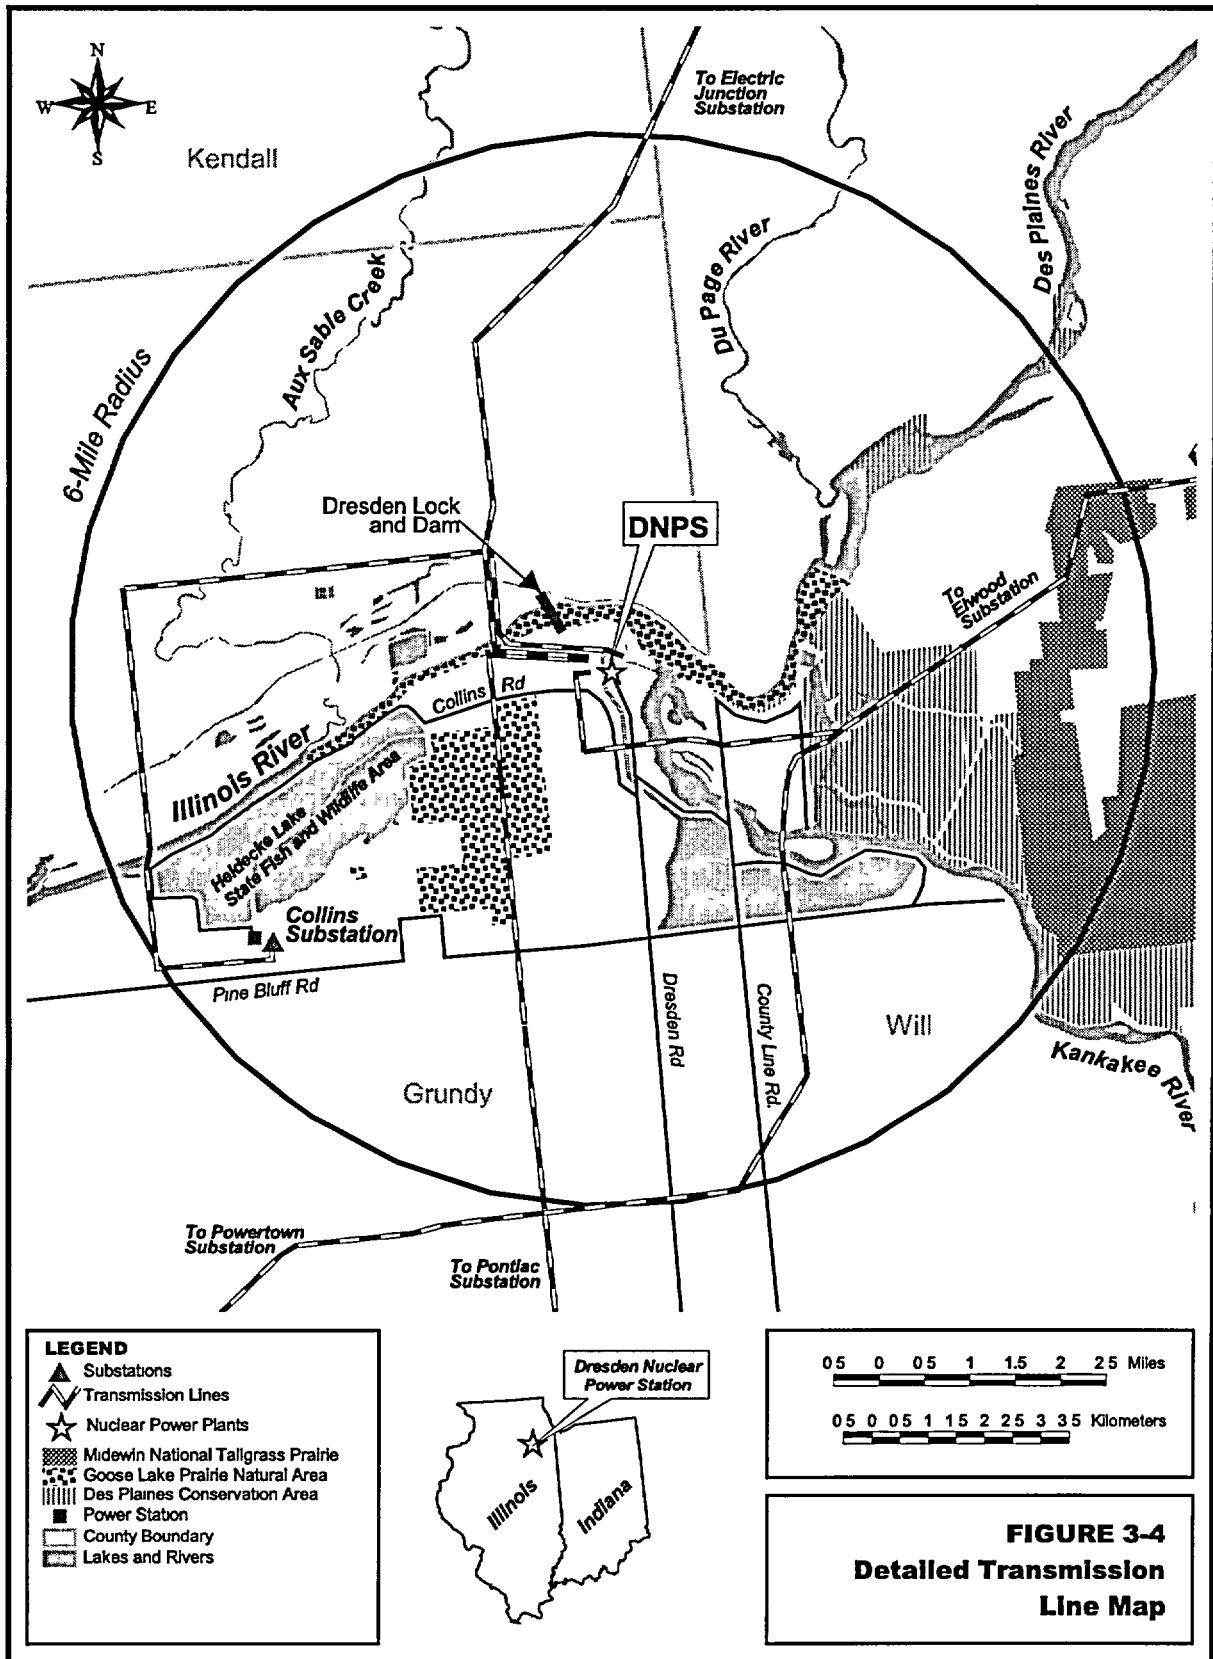 N
W E
S
Kendall
To Electric
Junction
Substation
Des Plaines River
Du Page River
Aux Sable Creek
6-Mile Radius
Dresden Lock
and Dam
DNPS
To
Elwood
Substation
Collins Rd
Illinois River
Heidecke Lake
State Fish and Wildlife Area
Collins
Substation
Pine Bluff Rd
Dresden Rd
County Line Rd.
Will
Kankakee River
Grundy
To Powertown
Substation
To Pontiac
Substation
LEGEND
Substations
Transmission Lines
Nuclear Power Plants
Midewin National Tallgrass Prairie
Goose Lake Prairie Natural Area
Des Plaines Conservation Area
Power Station
County Boundary
Lakes and Rivers
Dresden Nuclear
Power Station
Illinois
Indiana
0 5 0 0 5 1 1.5 2 2 5 Miles
0 5 0 0 5 1 1 5 2 2 5 3 3 5 Kilometers
FIGURE 3-4
Detailed Transmission
Line Map